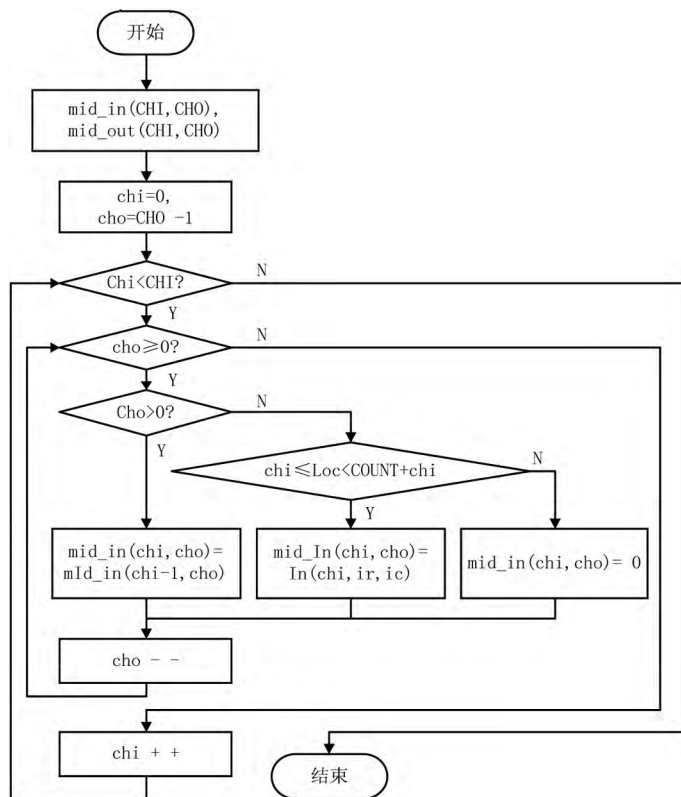 开始
mid_in(CHI,CHO),
mid_out(CHI,CHO)
chi=0,
cho=CHO -1
Chi<CHI?
N
Y
cho≥0?
N
Y
Cho>0?
N
Y
chi≤Loc<COUNT+chi
N
Y
mid_in(chi,cho)=
mId_in(chi-1,cho)
mid_In(chi,cho)=
In(chi,ir,ic)
mid_in(chi,cho)= 0
cho - -
chi + +
结束